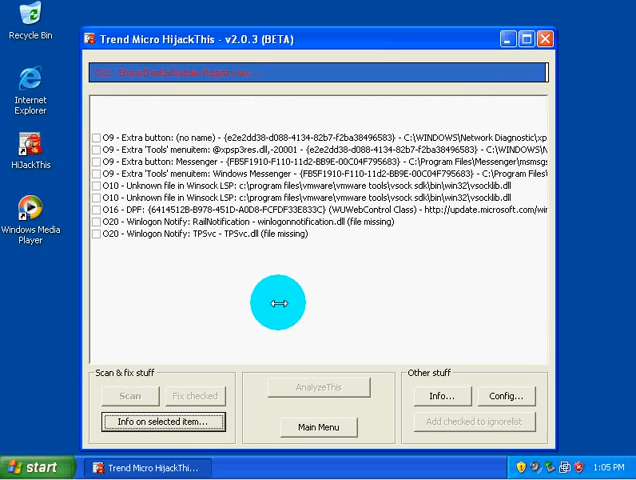 Recycle Bin
Internet
Explorer
HiJackThis
Windows Media
Player
Trend Micro HijackThis - v2.0.3 (BETA)
O9 - Extra button: (no name) - {e2e2dd38-d088-4134-82b7-f2ba38496583} - C:\WINDOWS\Network Diagnostic\xp
O9 - Extra 'Tools' menuitem: @xpsp3res.dll,-20001 - {e2e2dd38-d088-4134-82b7-f2ba38496583} - C:\WINDOW
O9 - Extra button: Messenger - {FB5F1910-F110-11d2-BB9E-00C04F795683} - C:\Program Files\Messenger\msmsgs
O9 - Extra 'Tools' menuitem: Windows Messenger - {FB5F1910-F110-11d2-BB9E-00C04F795683} - C:\Program Files
O10 - Unknown file in Winsock LSP: c:\program files\vmware\vmware tools\vsock sdk\bin\win32\vsocklib.dll
O10 - Unknown file in Winsock LSP: c:\program files\vmware\vmware tools\vsock sdk\bin\win32\vsocklib.dll
O16 - DPF: {6414512B-B978-451D-A0D8-FCFDF33E833C} (WUWebControl Class) - http://update.microsoft.com/wi
O20 - Winlogon Notify: RailNotification - winlogonnotification.dll (file missing)
O20 - Winlogon Notify: TPSvc - TPSvc.dll (file missing)
Scan & fix stuff
Other stuff
Scan
Fix checked
AnalyzeThis
Info...
Config...
Info on selected item...
Main Menu
Add checked to ignorelist
start
Trend Micro HijackThi...
1:05 PM